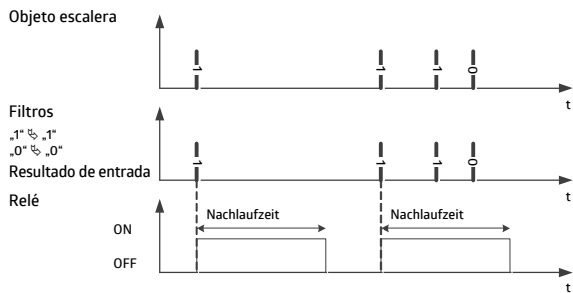 Objeto escalera
1 1 1 0
t
Filtros
„1“ ⮱ „1“
„0“ ⮱ „0“
Resultado de entrada
1 1 1 0
t
Relé
Nachlaufzeit Nachlaufzeit
ON
OFF
t